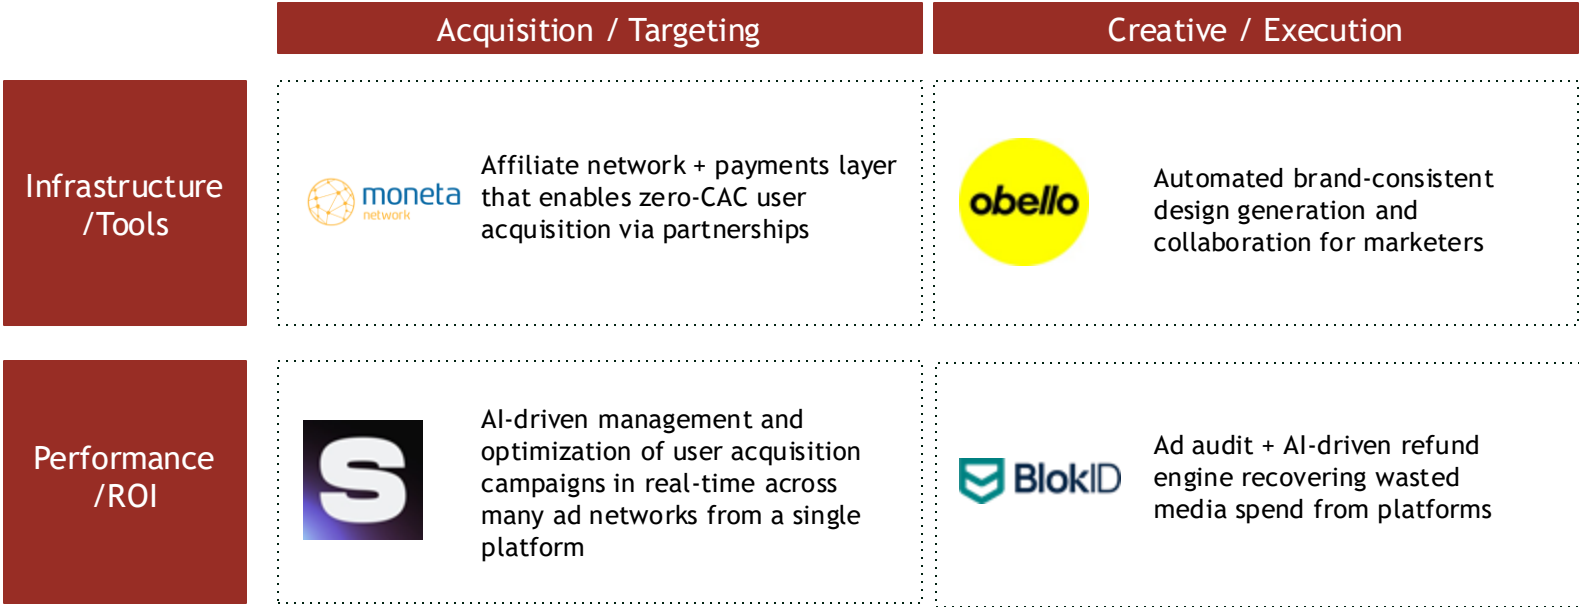 Acquisition / Targeting
Creative / Execution
Infrastructure
/Tools
moneta
network
Affiliate network + payments layer
that enables zero-CAC user
acquisition via partnerships
obello
Automated brand-consistent
design generation and
collaboration for marketers
Performance
/ROI
S
AI-driven management and
optimization of user acquisition
campaigns in real-time across
many ad networks from a single
platform
BlokID
Ad audit + AI-driven refund
engine recovering wasted
media spend from platforms